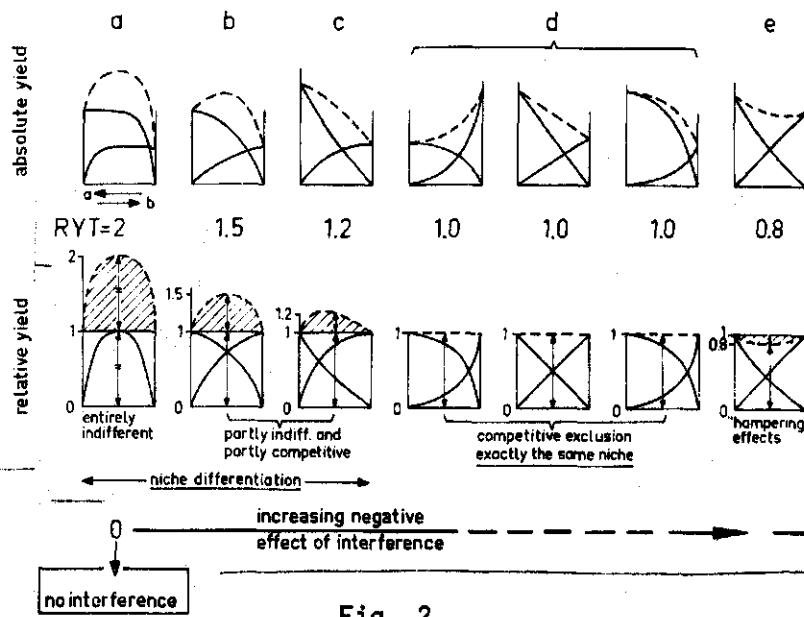 a b c d e
absolute yield
a b
RYT=2 1.5 1.2 1.0 1.0 1.0 0.8
relative yield
2 1 0
1.5 1 0
1.2 1 0
1 0
1 0
1 0
1 0.8 0
entirely
indifferent
partly indiff. and
partly competitive
competitive exclusion
exactly the same niche
hampering
effects
niche differentiation
0
increasing negative
effect of interference
no interference
Fig. 2